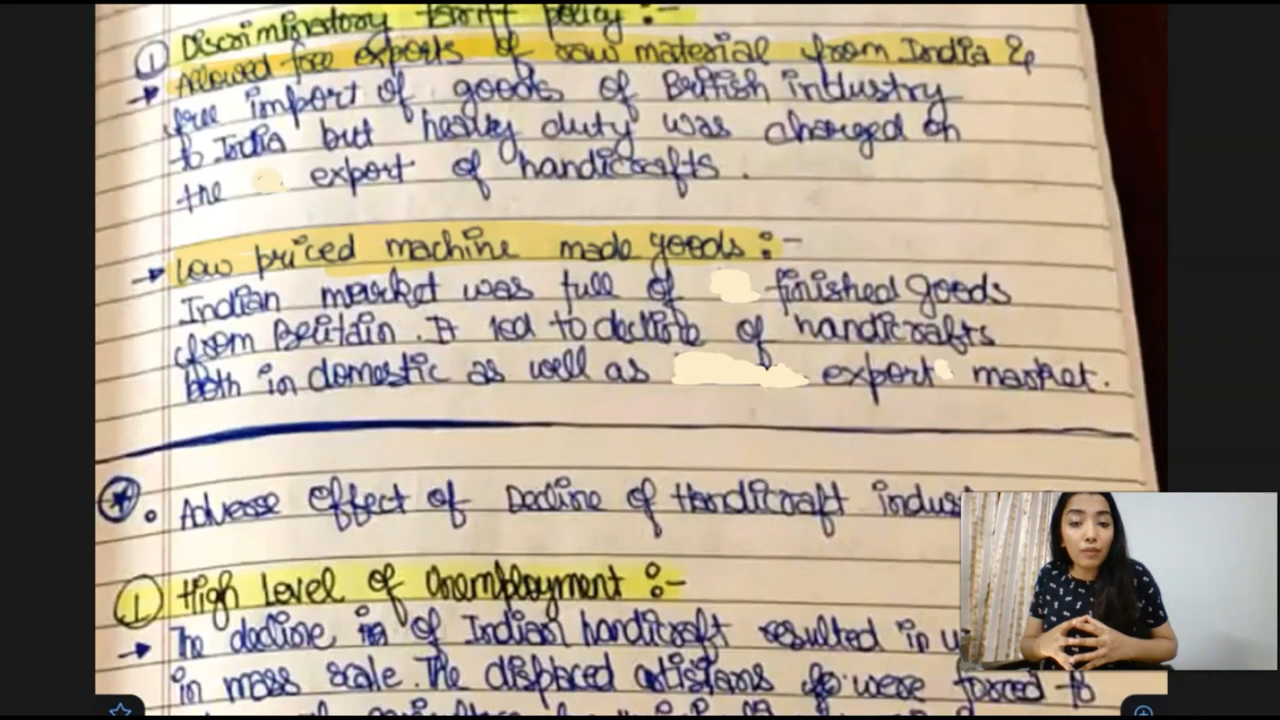 ① Discriminatory tariff policy :-
→ Allowed free exports of raw material from India &
free import of goods of British industry
to India but heavy duty was charged on
the export of handicrafts.
→ Low priced machine made goods :-
Indian market was full of finished goods
from Britain. It led to decline of handicrafts
both in domestic as well as export market.
Adverse effect of Decline of Handicraft indus
① High Level of Unemployment :-
→ The decline in of Indian handicraft resulted in
in mass scale. The displaced artisians were forced to